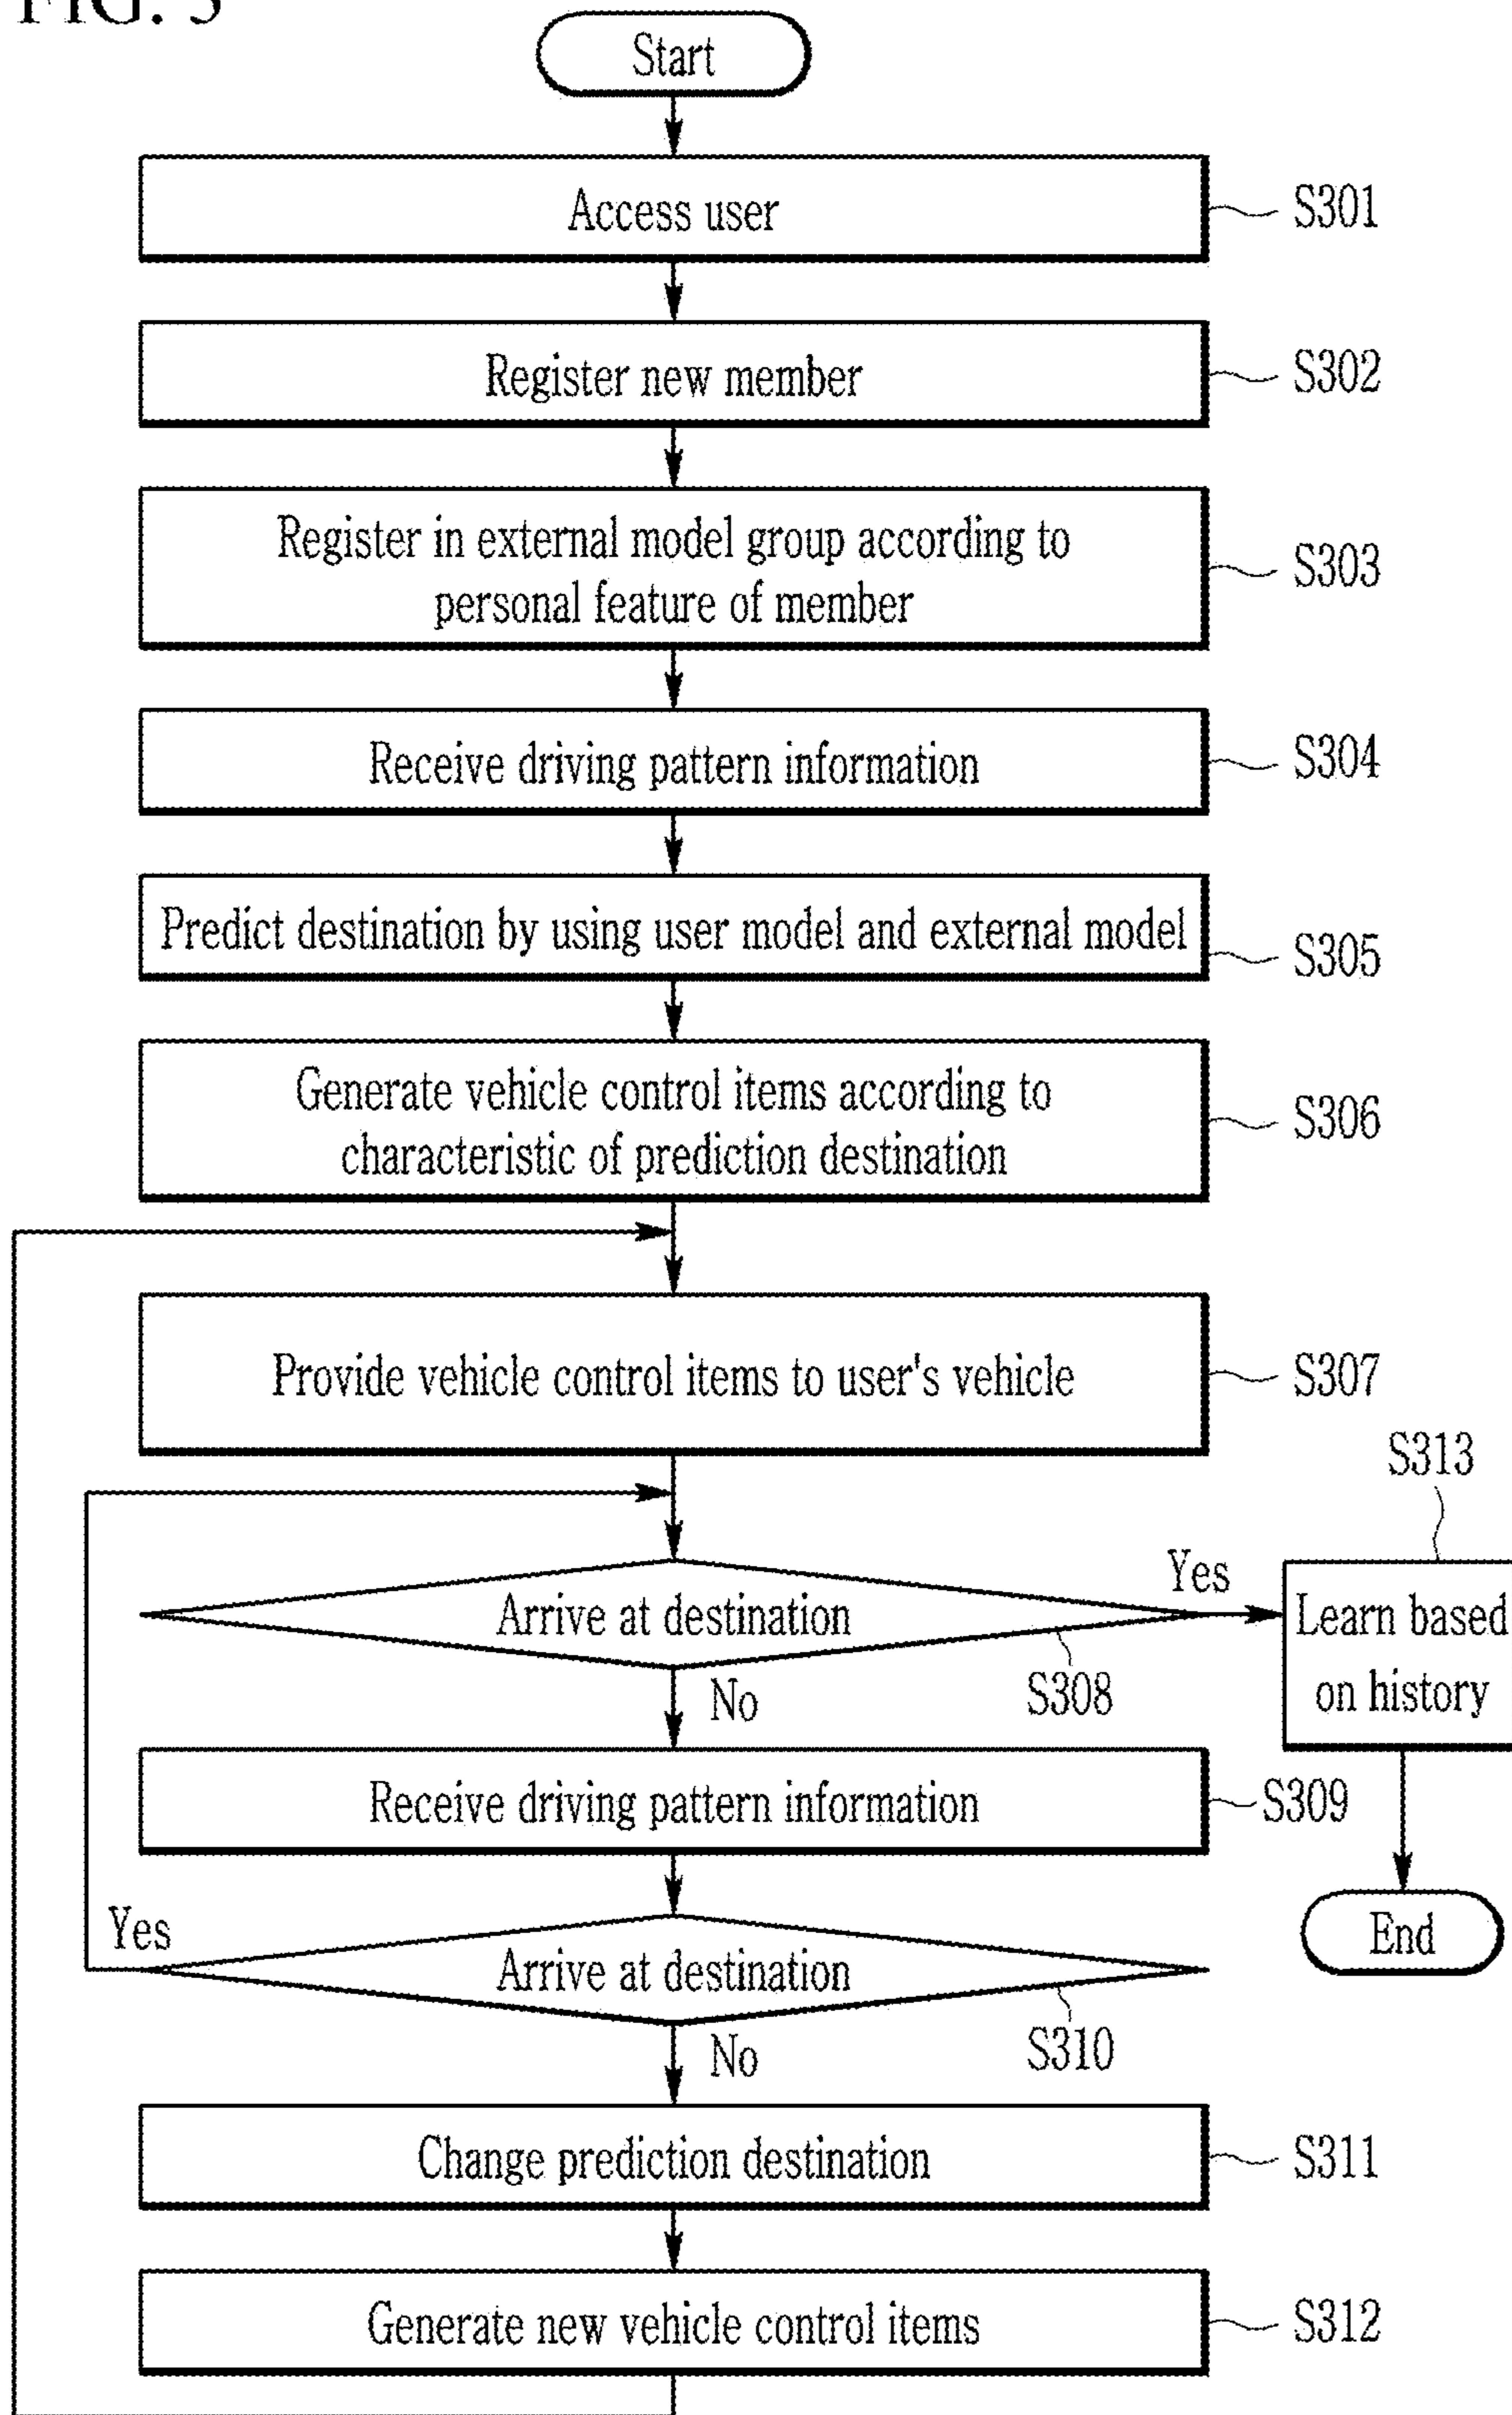 FIG. 3
Start
Access user
S301
Register new member
S302
Register in external model group according to
personal feature of member
S303
Receive driving pattern information
S304
Predict destination by using user model and external model
S305
Generate vehicle control items according to
characteristic of prediction destination
S306
Provide vehicle control items to user's vehicle
S307
S313
Yes
Arrive at destination
Learn based
on history
S308
No
Receive driving pattern information
S309
Yes
Arrive at destination
End
S310
No
Change prediction destination
S311
Generate new vehicle control items
S312